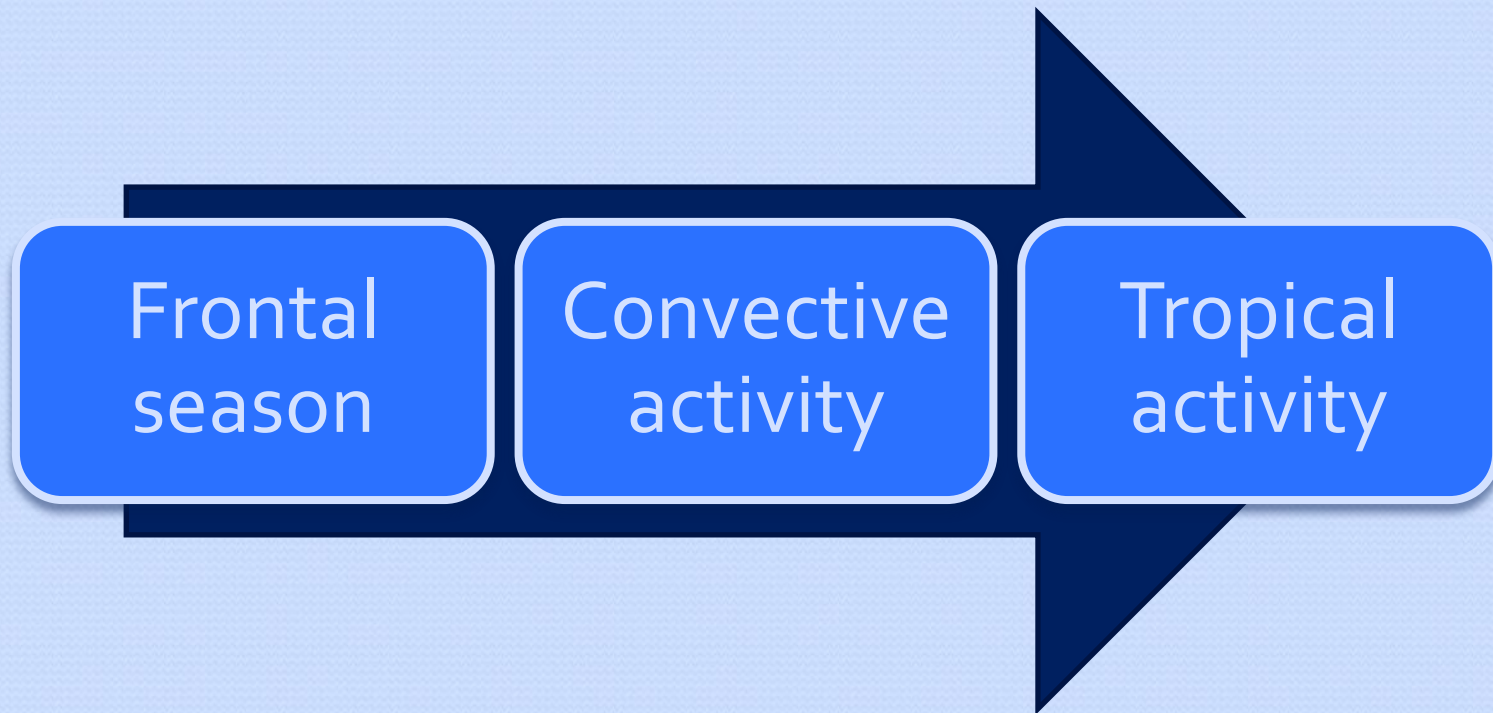 Frontal
season
Convective
activity
Tropical
activity